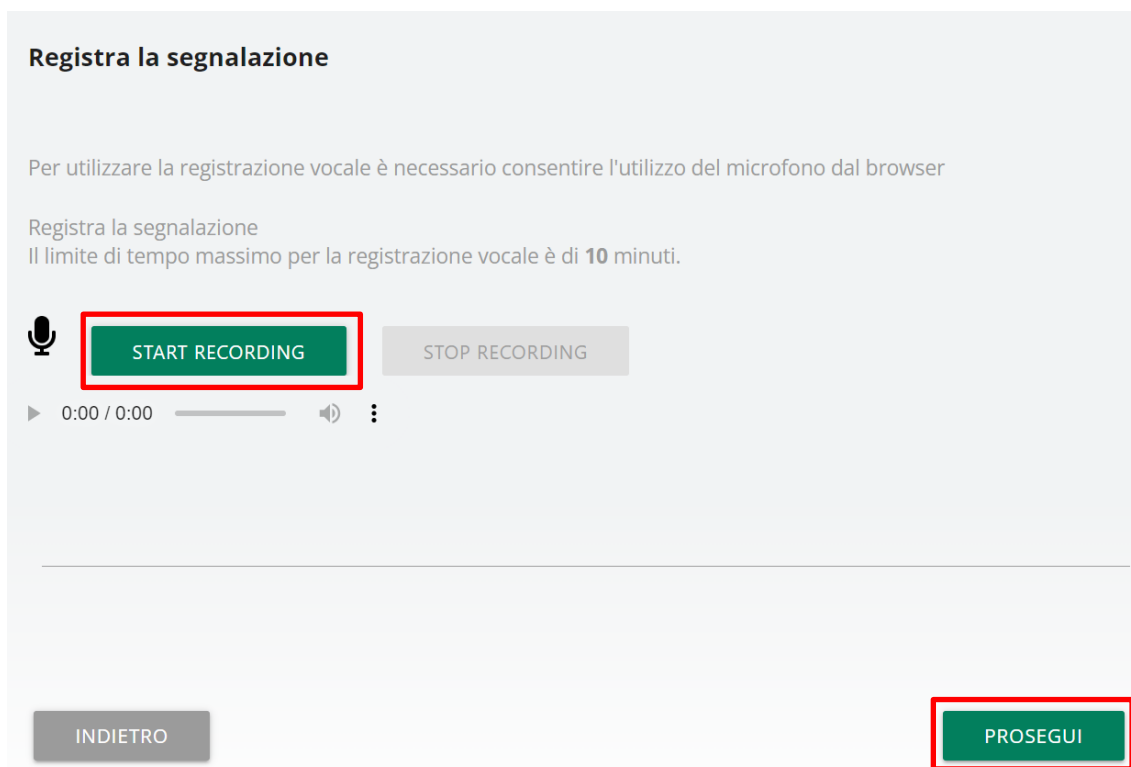 Registra la segnalazione
Per utilizzare la registrazione vocale è necessario consentire l'utilizzo del microfono dal browser
Registra la segnalazione
Il limite di tempo massimo per la registrazione vocale è di 10 minuti.
START RECORDING
STOP RECORDING
0:00 / 0:00
INDIETRO
PROSEGUI